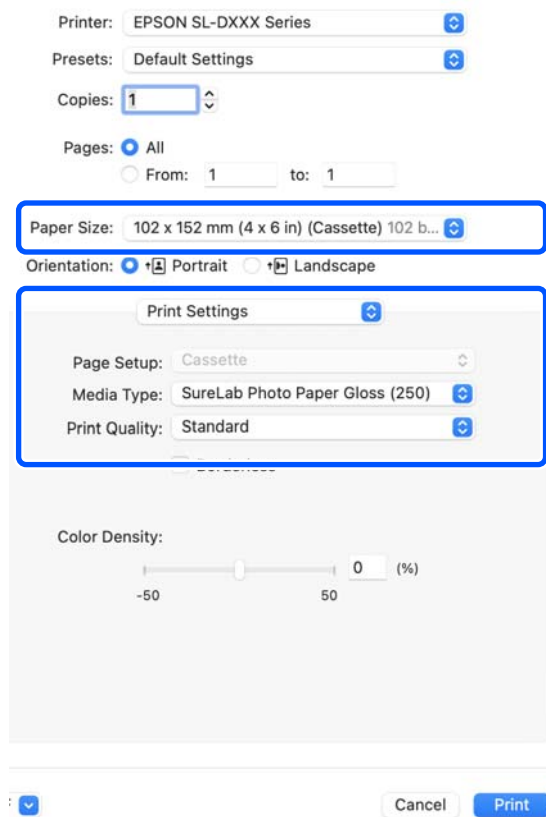 Printer: EPSON SL-DXXX Series
Presets: Default Settings
Copies: 1
Pages: All
From: 1 to: 1
Paper Size: 102 x 152 mm (4 x 6 in) (Cassette) 102 b...
Orientation: Portrait Landscape
Print Settings
Page Setup: Cassette
Media Type: SureLab Photo Paper Gloss (250)
Print Quality: Standard
Color Density:
0 (%)
-50 50
Cancel Print